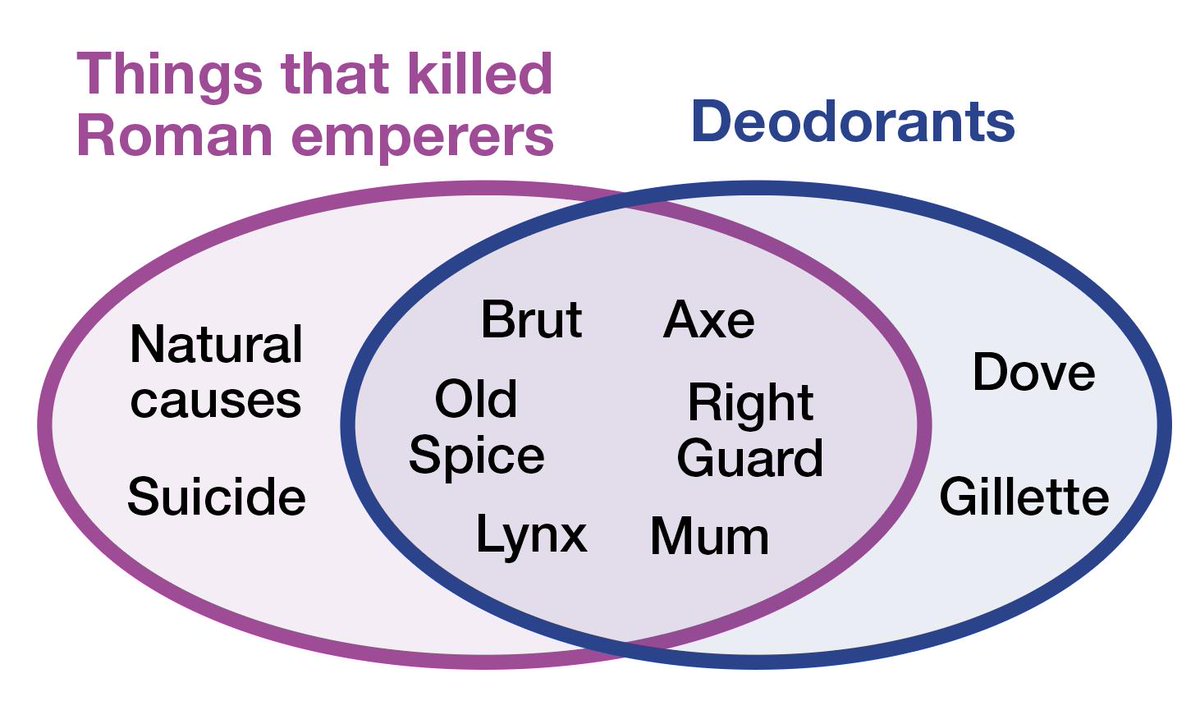 Things that killed
Roman emperers
Deodorants
Natural
causes
Suicide
Brut
Axe
Old
Spice
Right
Guard
Lynx
Mum
Dove
Gillette